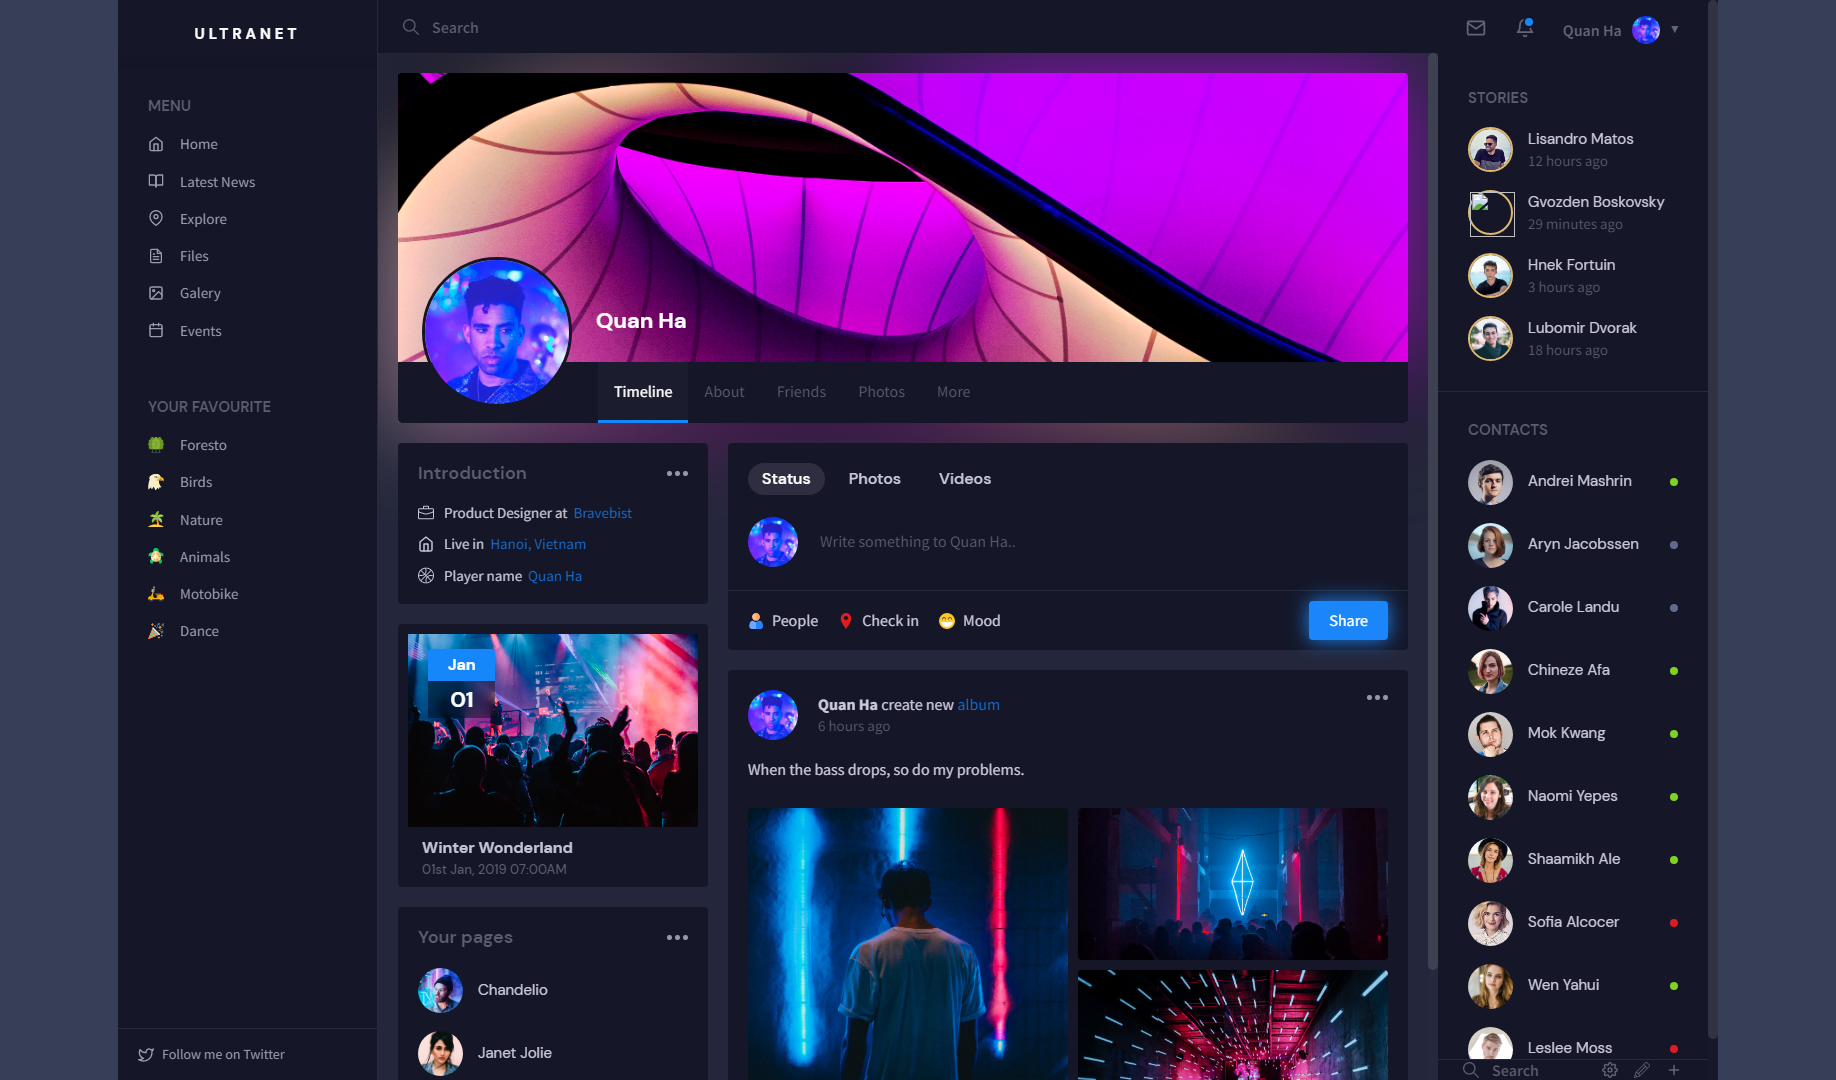 ULTRANET
MENU
Home
Latest News
Explore
Files
Galery
Events
YOUR FAVOURITE
Foresto
Birds
Nature
Animals
Motobike
Dance
Follow me on Twitter
Search
Quan Ha
Quan Ha
Timeline
About
Friends
Photos
More
Introduction
Product Designer at Bravebist
Live in Hanoi, Vietnam
Player name Quan Ha
Jan
01
Winter Wonderland
01st Jan, 2019 07:00AM
Your pages
Chandelio
Janet Jolie
Status
Photos
Videos
Write something to Quan Ha..
People
Check in
Mood
Share
Quan Ha create new album
6 hours ago
When the bass drops, so do my problems.
STORIES
Lisandro Matos
12 hours ago
Gvozden Boskovsky
29 minutes ago
Hnek Fortuin
3 hours ago
Lubomir Dvorak
18 hours ago
CONTACTS
Andrei Mashrin
Aryn Jacobssen
Carole Landu
Chineze Afa
Mok Kwang
Naomi Yepes
Shaamikh Ale
Sofia Alcocer
Wen Yahui
Leslee Moss
Search